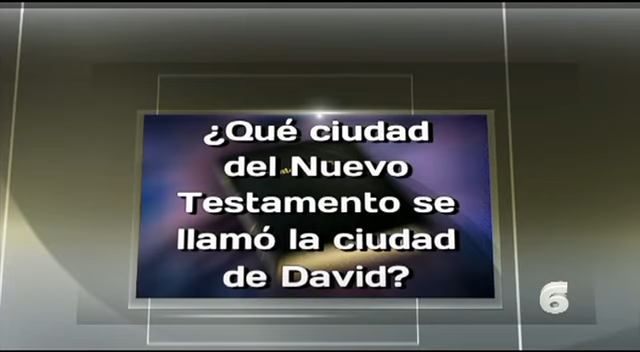 ¿Qué ciudad
del Nuevo
Testamento se
llamó la ciudad
de David?
6